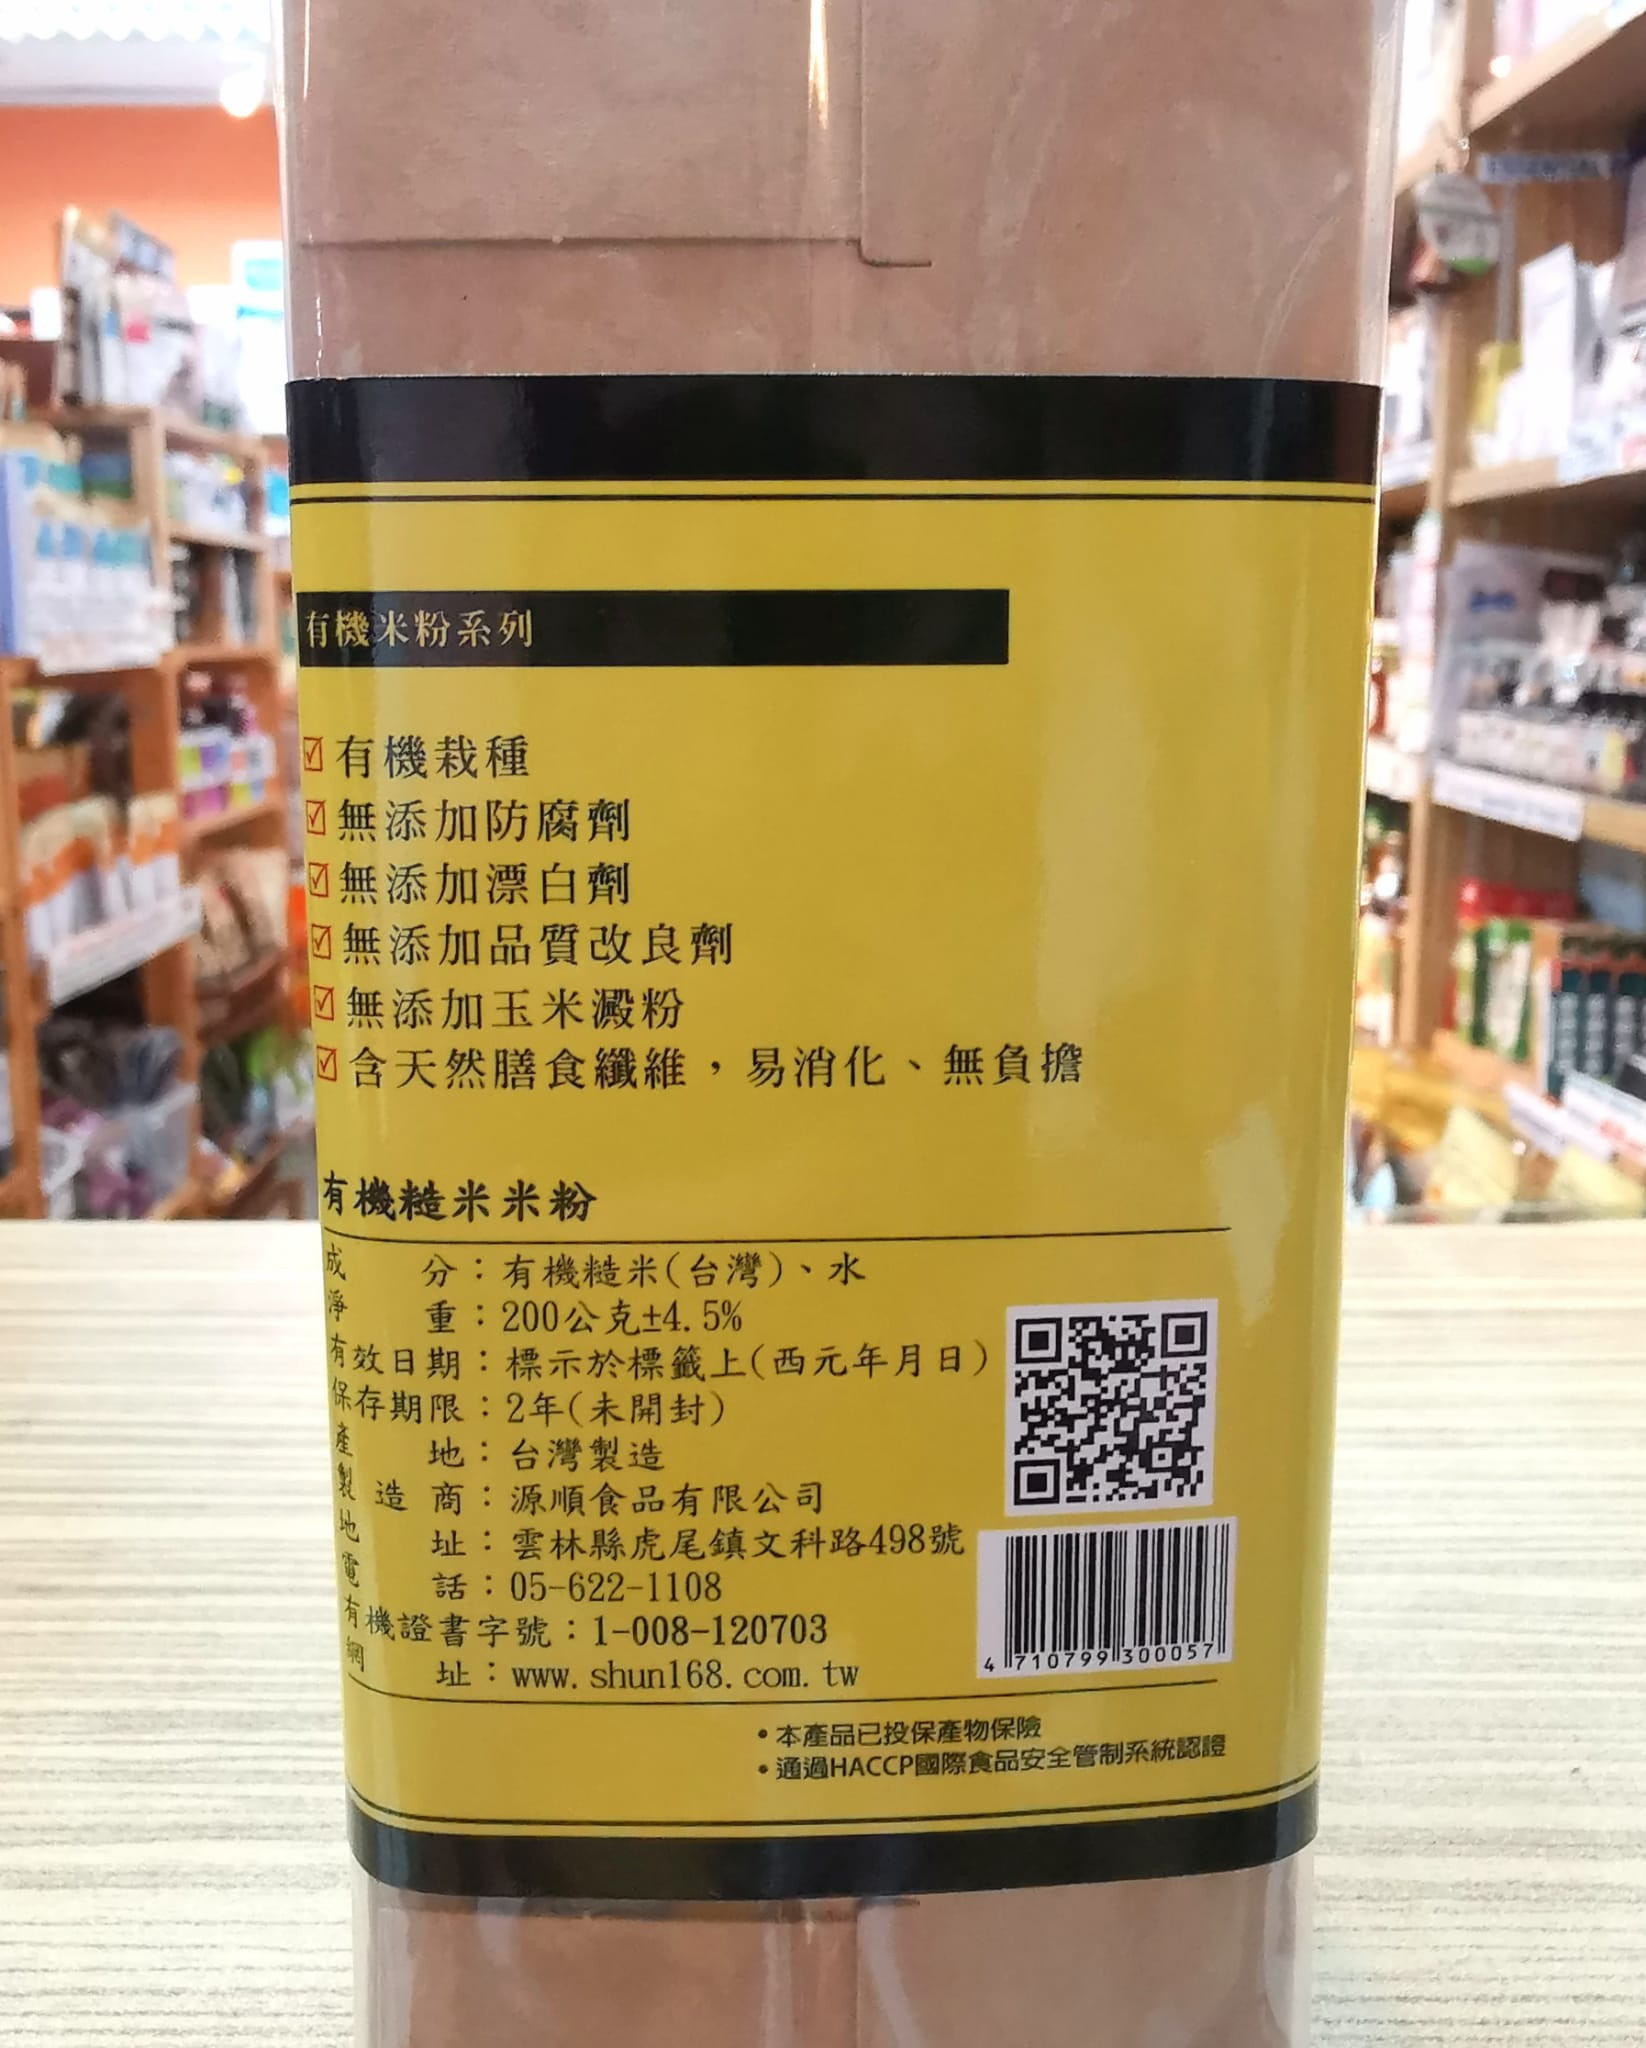 有機米粉系列
☑ 有機栽種
☑ 無添加防腐劑
☑ 無添加漂白劑
☑ 無添加品質改良劑
☑ 無添加玉米澱粉
☑ 含天然膳食纖維，易消化、無負擔
有機糙米米粉
成分：有機糙米(台灣)、水
淨重：200公克±4.5%
有效日期：標示於標籤上(西元年月日)
保存期限：2年(未開封)
產地：台灣製造
製造商：源順食品有限公司
地址：雲林縣虎尾鎮文科路498號
電話：05-622-1108
有機證書字號：1-008-120703
網址：www.shun168.com.tw
4 710799 300057
•本產品已投保產物保險
•通過HACCP國際食品安全管制系統認證